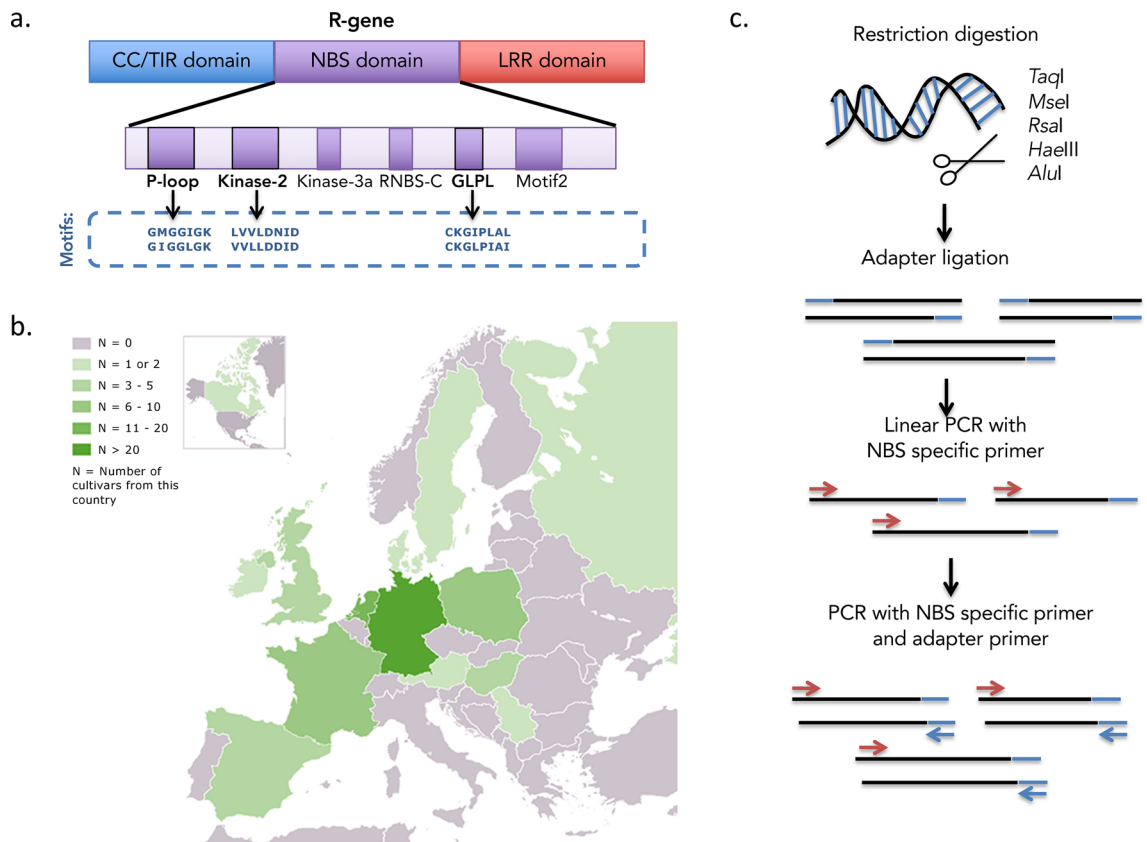 a.
R-gene
CC/TIR domain NBS domain LRR domain
P-loop Kinase-2 Kinase-3a RNBS-C GLPL Motif2
Motifs:
GMGGIGK LVVLDNID CKGIPLAL
GIGGLGK VVLLDDID CKGLPIAI
b.
N = 0
N = 1 or 2
N = 3 - 5
N = 6 - 10
N = 11 - 20
N > 20
N = Number of
cultivars from this
country
c.
Restriction digestion
TaqI
MseI
RsaI
HaeIII
AluI
Adapter ligation
Linear PCR with
NBS specific primer
PCR with NBS specific primer
and adapter primer